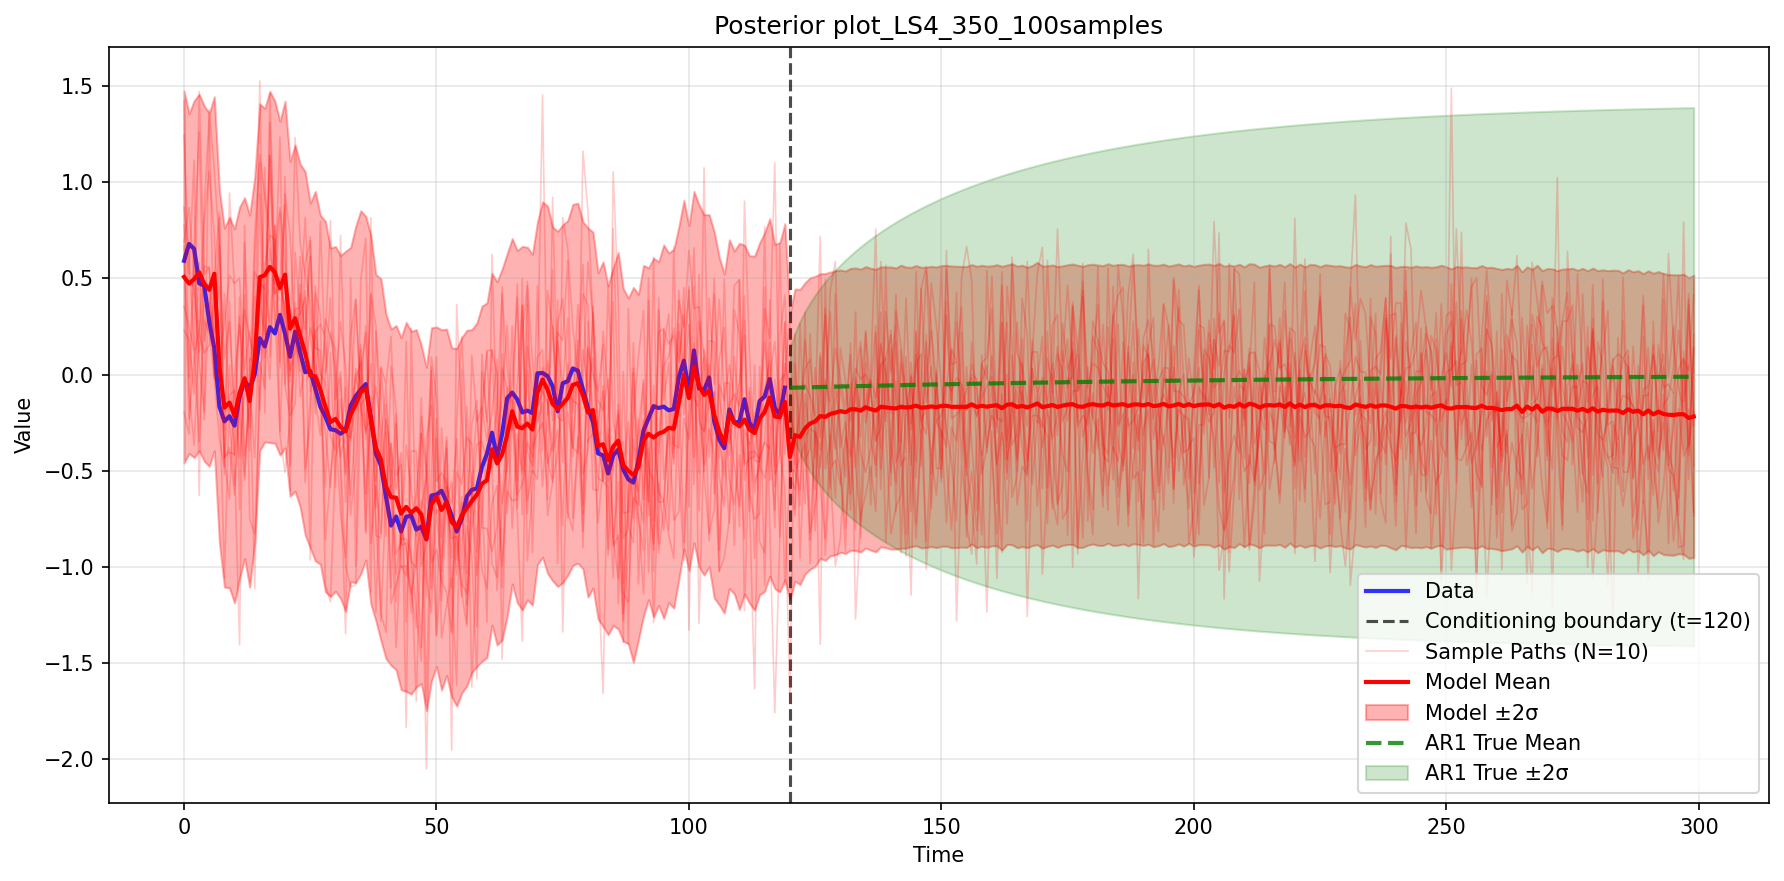 Posterior plot_LS4_350_100samples
Value
1.5
1.0
0.5
0.0
−0.5
−1.0
−1.5
−2.0
0
50
100
150
200
250
300
Time
Data
Conditioning boundary (t=120)
Sample Paths (N=10)
Model Mean
Model ±2σ
AR1 True Mean
AR1 True ±2σ